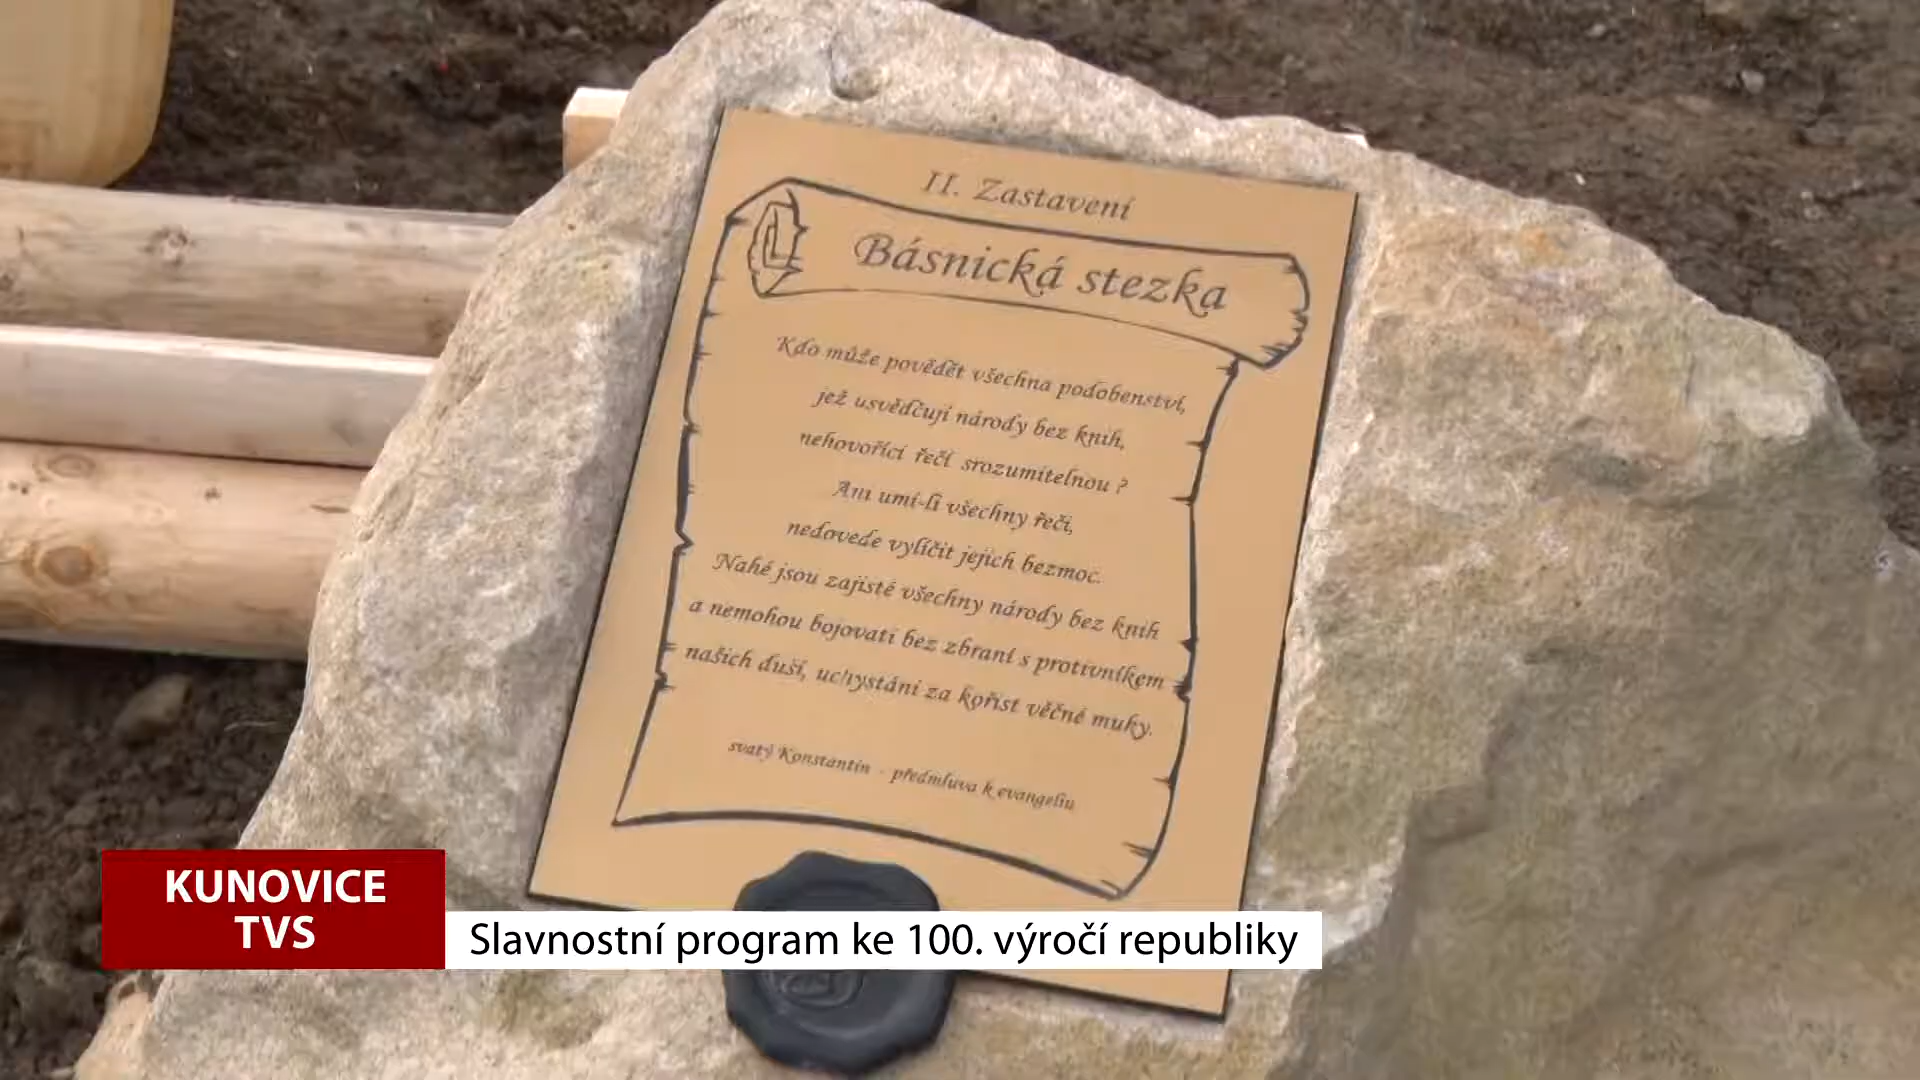 II. Zastavení
Básnická stezka
Kdo může povědět všechna podobenství,
jež usvědčují národy bez knih,
nehovořící řečí srozumitelnou ?
Ani umí-li všechny řeči,
nedovede vylíčit jejich bezmoc.
Nahé jsou zajisté všechny národy bez knih
a nemohou bojovati bez zbraní s protivníkem
našich duší, uchystáni za kořist věčné muky.
svatý Konstantin - předmluva k evangeliu
KUNOVICE
TVS
Slavnostní program ke 100. výročí republiky